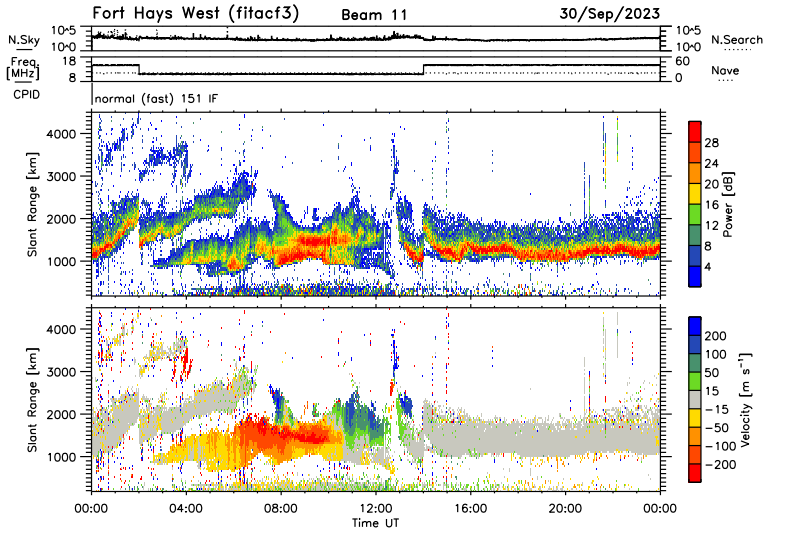 Fort Hays West (fitacf3) Beam 11 30/Sep/2023
N.Sky 10^5 10^0 10^5 10^0 N.Search
Freq. [MHz] 18 8 60 0 Nave
CPID normal (fast) 151 IF
Slant Range [km] 4000 3000 2000 1000
Power [dB] 28 24 20 16 12 8 4
Slant Range [km] 4000 3000 2000 1000
Velocity [m s^-1] 200 100 50 15 -15 -50 -100 -200
00:00 04:00 08:00 12:00 16:00 20:00 00:00
Time UT